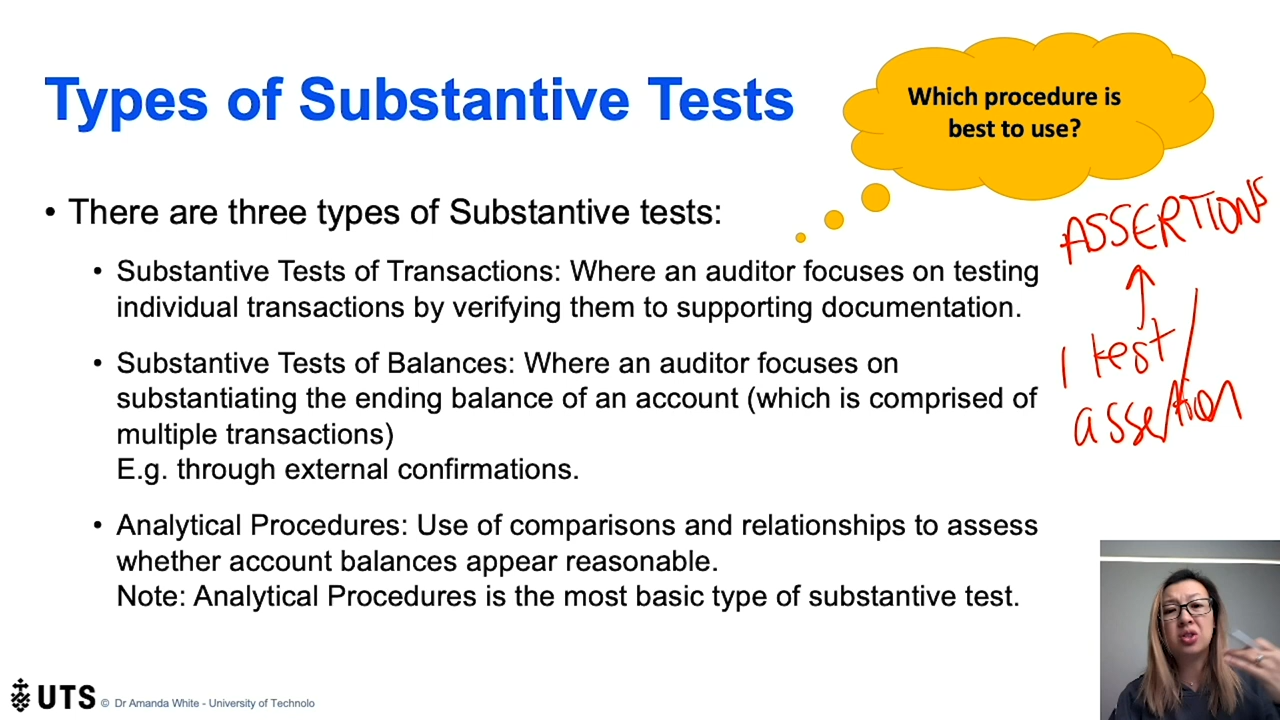 Types of Substantive Tests
Which procedure is
best to use?
• There are three types of Substantive tests:
• Substantive Tests of Transactions: Where an auditor focuses on testing
individual transactions by verifying them to supporting documentation.
• Substantive Tests of Balances: Where an auditor focuses on
substantiating the ending balance of an account (which is comprised of
multiple transactions)
E.g. through external confirmations.
• Analytical Procedures: Use of comparisons and relationships to assess
whether account balances appear reasonable.
Note: Analytical Procedures is the most basic type of substantive test.
ASSERTIONS
1 test/
assertion
UTS © Dr Amanda White - University of Technolo